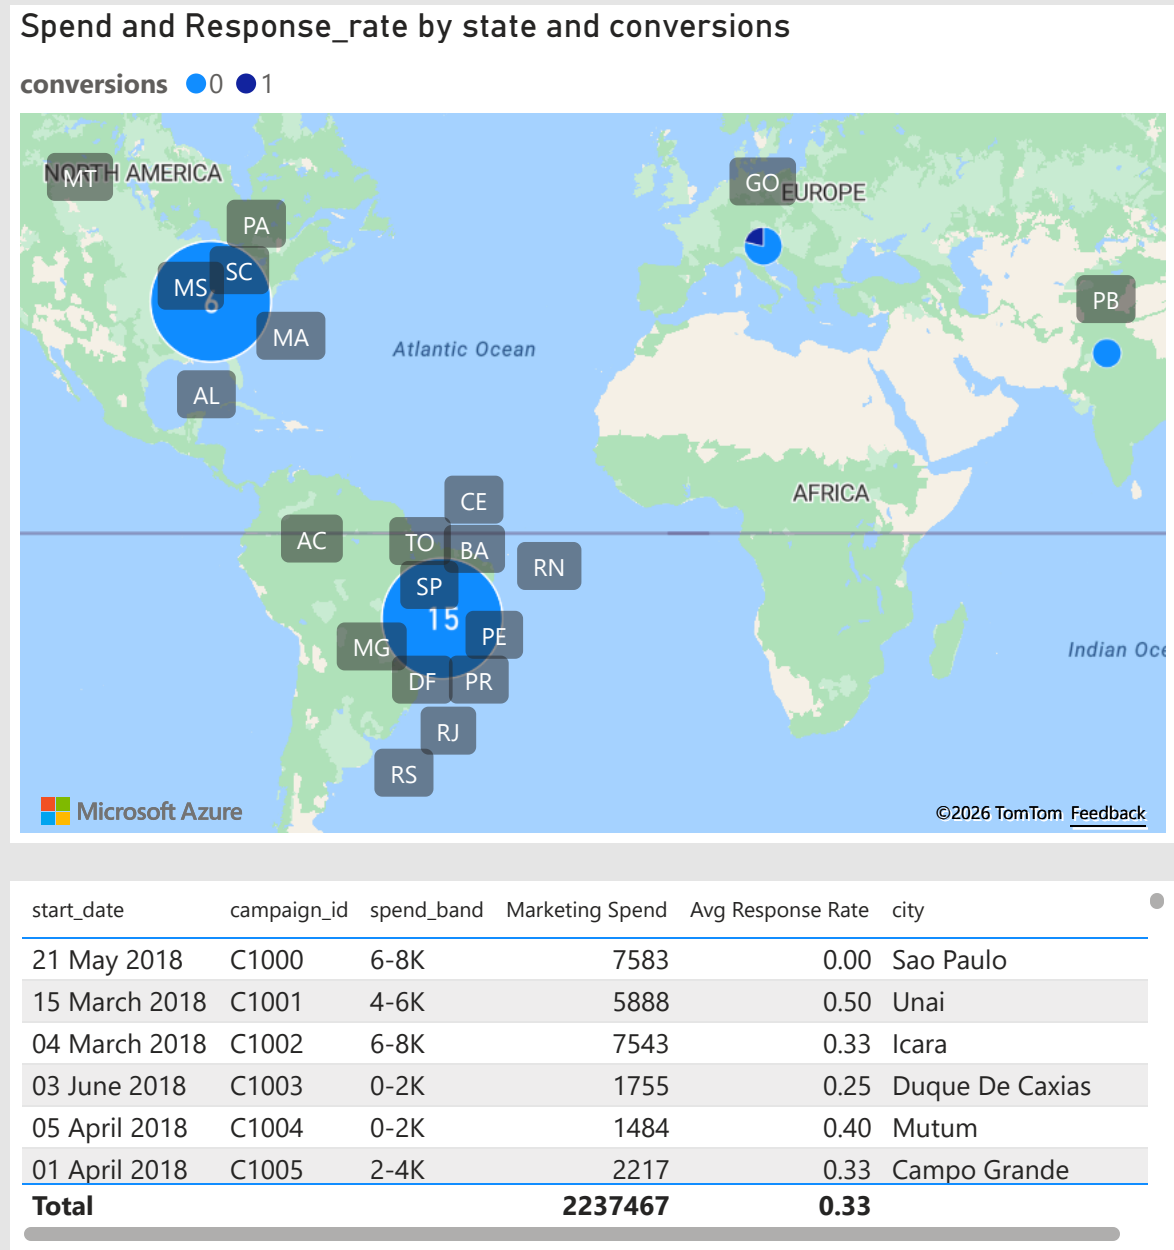 Spend and Response_rate by state and conversions
conversions 0 1
NORTH AMERICA
MT
GO
EUROPE
PA
SC
MS
6
PB
MA
Atlantic Ocean
AL
CE
AFRICA
AC
TO
BA
RN
SP
15
PE
MG
Indian Oce
DF
PR
RJ
RS
Microsoft Azure
©2026 TomTom Feedback
start_date campaign_id spend_band Marketing Spend Avg Response Rate city
21 May 2018 C1000 6-8K 7583 0.00 Sao Paulo
15 March 2018 C1001 4-6K 5888 0.50 Unai
04 March 2018 C1002 6-8K 7543 0.33 Icara
03 June 2018 C1003 0-2K 1755 0.25 Duque De Caxias
05 April 2018 C1004 0-2K 1484 0.40 Mutum
01 April 2018 C1005 2-4K 2217 0.33 Campo Grande
Total 2237467 0.33